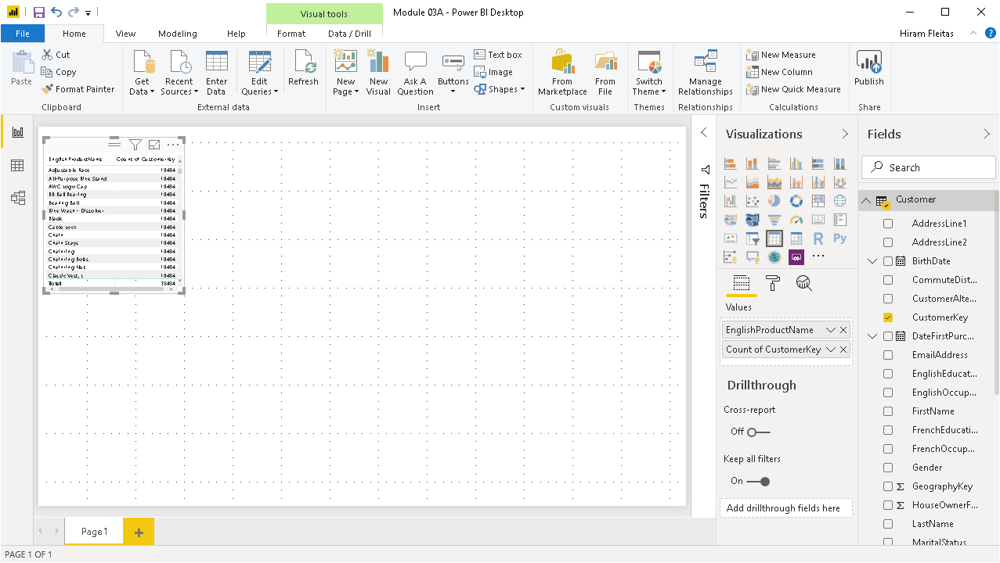 Visual tools
Module 03A - Power BI Desktop
File
Home
View
Modeling
Help
Format
Data / Drill
Hiram Fleitas
Paste
Cut
Copy
Format Painter
Clipboard
Get Data
Recent Sources
Enter Data
Edit Queries
External data
Refresh
New Page
New Visual
Ask A Question
Buttons
Text box
Image
Shapes
Insert
From Marketplace
From File
Custom visuals
Switch Theme
Themes
Manage Relationships
Relationships
New Measure
New Column
New Quick Measure
Calculations
Publish
Share
EnglishProductName Count of CustomerKey
Adjustable Race 18484
All-Purpose Bike Stand 18484
AWC Logo Cap 18484
BB Ball Bearing 18484
Bearing Ball 18484
Bike Wash - Dissolver 18484
Blade 18484
Cable Lock 18484
Chain 18484
Chain Stays 18484
Chainring 18484
Chainring Bolts 18484
Chainring Nut 18484
Classic Vest, L 18484
Total 18484
Filters
Visualizations
R
Py
123
Values
EnglishProductName
Count of CustomerKey
Drillthrough
Cross-report
Off
Keep all filters
On
Add drillthrough fields here
Fields
Search
Customer
AddressLine1
AddressLine2
BirthDate
CommuteDist...
CustomerAlte...
CustomerKey
DateFirstPurc...
EmailAddress
EnglishEducat...
EnglishOccup...
FirstName
FrenchEducati...
FrenchOccup...
Gender
GeographyKey
HouseOwnerF...
LastName
MaritalStatus
Page1
PAGE 1 OF 1